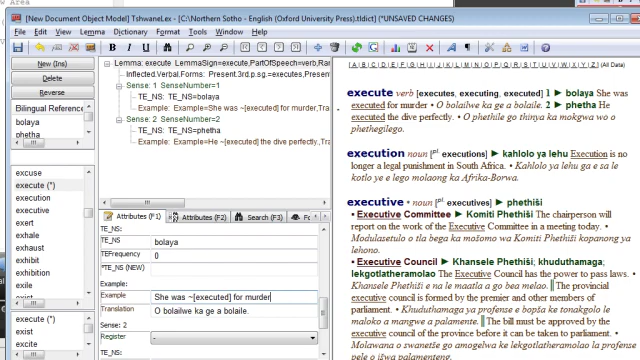 [New Document Object Model] TshwaneLex - [C:\Northern Sotho - English (Oxford University Press).tldict] (*UNSAVED CHANGES)
File Edit View Lemma Dictionary Format Tools Window Help
New (Ins)
Delete
Reverse
Bilingual Reference
bolaya
phetha
excuse
execute (*)
execution
executive
exert
exhale
exhaust
exhibit
exhibition
exile
exist
execute (*)
exist
excite
Lemma: execute LemmaSign=execute, PartOfSpeech=verb,
Inflected.Verbal.Forms: Present.3rd.p.sg.=executes,
Sense: 1 SenseNumber=1
TE_NS: TE_NS=bolaya
Example: Example=She was ~[executed] for murder,
Sense: 2 SenseNumber=2
TE_NS: TE_NS=phetha
Example: Example=He ~[executed] the dive perfectly.,
Attributes (F1) Attributes (F2) Search (F3)
TE_NS:
TE_NS bolaya
TEFrequency 0
*TE_NS (NEW)
Example:
Example She was ~[executed] for murder
Translation O bolailwe ka ge a bolaile.
Sense: 2
Register -
TE_NS:
A B C D E F G H I J K L M N O P Q R S T U V W X Y Z (All Data)
execute verb [executes, executing, executed] 1 ► bolaya She was
executed for murder • O bolailwe ka ge a bolaile. 2 ► phetha He
executed the dive perfectly. • O phethile go thinya ka mokgwa wo o
phethegilego.
execution noun [pl. executions] ► kahlolo ya lehu Execution is no
longer a legal punishment in South Africa. • Kahlolo ya lehu ga e sa le
kotlo ye e lego molaong ka Afrika-Borwa.
executive • noun [pl. executives] ► phethiši
▪ Executive Committee ► Komiti Phethiši The chairperson will
report on the work of the Executive Committee in a meeting today. •
Modulasetulo o tla bega ka mošomo wa Komiti Phethiši kopanong ya
lehono.
▪ Executive Council ► Khansele Phethiši; khuduthamaga;
lekgotlatheramolao The Executive Council has the power to pass laws.
• Khansele Phethiši e na le maatla a go bea melao. The provincial
executive council is formed by the premier and other members of
parliament. • Khuduthamaga ya profense e bopša ke tonakgolo le
maloko a mangwe a palamente. The bill must be approved by the
executive council of the province before it can be taken to parliament. •
Molawana o swanetše go amogelwa ke lekgotlatheramolao la profense
pele o išwa palamenteng.